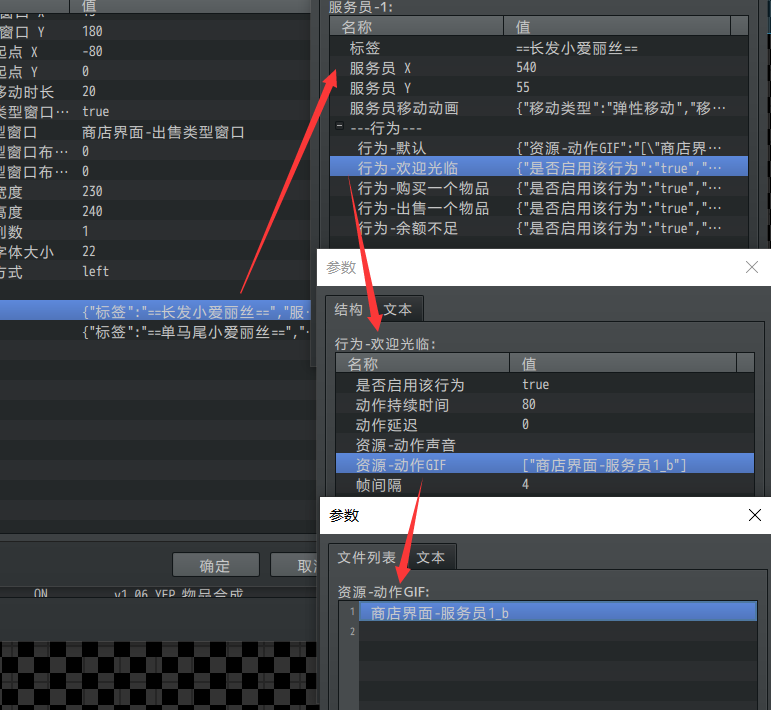 值
窗口 X 15
窗口 Y 180
起点 X -80
起点 Y 0
移动时长 20
类型窗口… true
型窗口 商店界面-出售类型窗口
型窗口布… 0
型窗口布… 0
宽度 230
高度 240
列数 1
字体大小 22
方式 left
{"标签":"==长发小爱丽丝==","服·
{"标签":"==单马尾小爱丽丝==","·
确定
取消
ON v1.06 YEP 物品合成
服务员-1:
名称 值
标签 ==长发小爱丽丝==
服务员 X 540
服务员 Y 55
服务员移动动画 {"移动类型":"弹性移动","移…
---行为---
行为-默认 {"资源-动作GIF":"[\"商店界…
行为-欢迎光临 {"是否启用该行为":"true","…
行为-购买一个物品 {"是否启用该行为":"true","…
行为-出售一个物品 {"是否启用该行为":"true","…
行为-余额不足 {"是否启用该行为":"true","…
参数
结构 文本
行为-欢迎光临:
名称 值
是否启用该行为 true
动作持续时间 80
动作延迟 0
资源-动作声音
资源-动作GIF ["商店界面-服务员1_b"]
帧间隔 4
参数
文件列表 文本
资源-动作GIF:
1 商店界面-服务员1_b
2